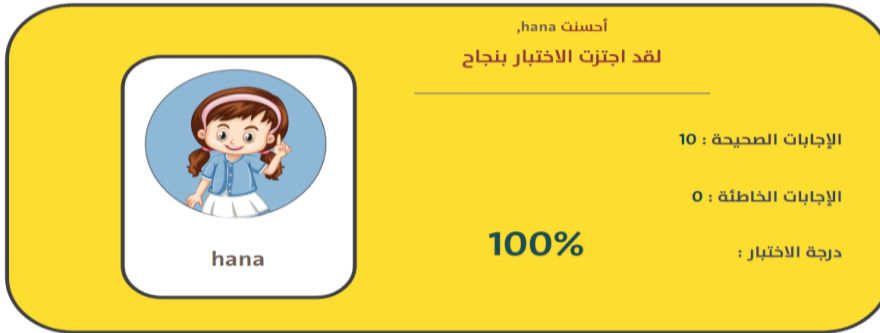 أحسنت hana,
لقد اجتزت الاختبار بنجاح
الإجابات الصحيحة : 10
الإجابات الخاطئة : 0
درجة الاختبار :
100%
hana